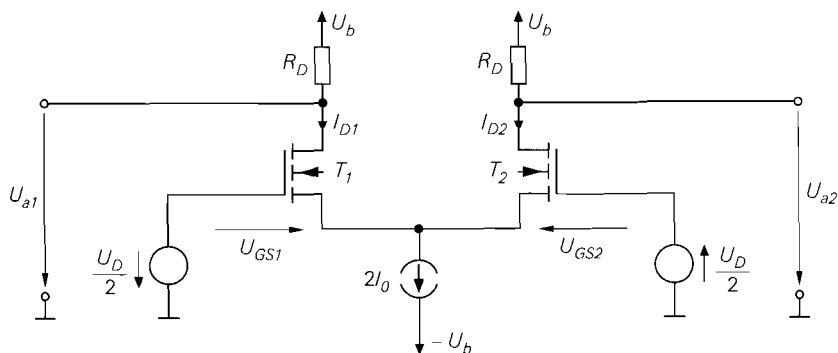 U_b
U_b
R_D
R_D
I_D1
I_D2
T_1
T_2
U_a1
U_a2
U_GS1
U_GS2
U_D
2
2I_0
U_D
2
- U_b